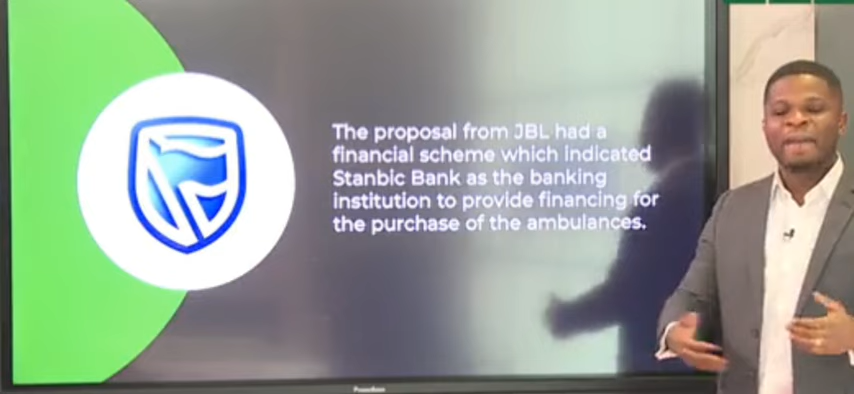 The proposal from JBL had a
financial scheme which indicated
Stanbic Bank as the banking
institution to provide financing for
the purchase of the ambulances.